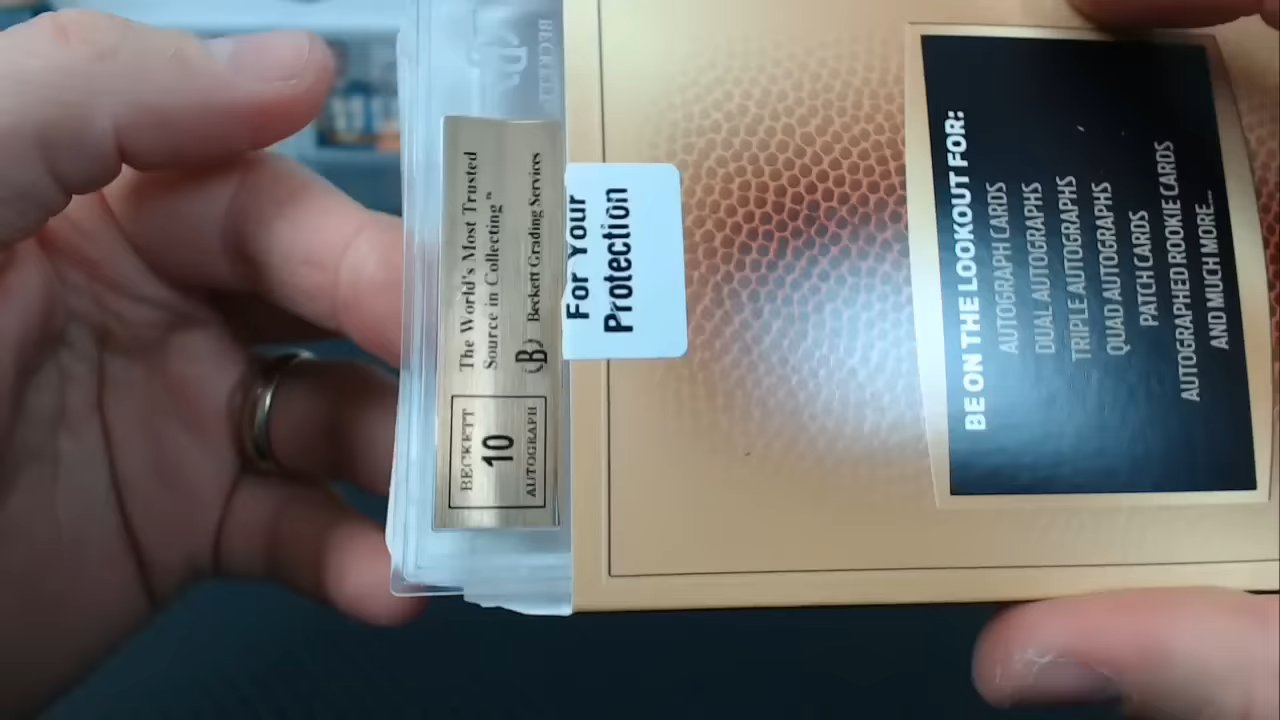 The World's Most Trusted
Source in Collecting™
Beckett Grading Services
BECKETT
10
AUTOGRAPH
For Your
Protection
BE ON THE LOOKOUT FOR:
AUTOGRAPH CARDS
DUAL AUTOGRAPHS
TRIPLE AUTOGRAPHS
QUAD AUTOGRAPHS
PATCH CARDS
AUTOGRAPHED ROOKIE CARDS
AND MUCH MORE...
BECKETT